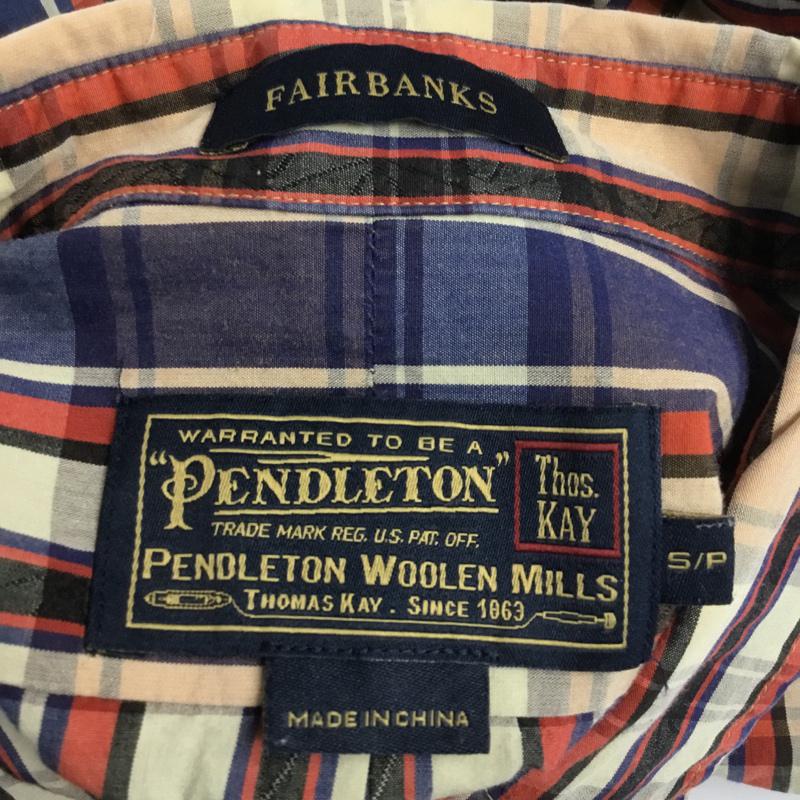 FAIRBANKS
WARRANTED TO BE A
"PENDLETON"
Thos.
KAY
TRADE MARK REG. U.S. PAT. OFF.
PENDLETON WOOLEN MILLS
THOMAS KAY . SINCE 1863
S/P
MADE IN CHINA